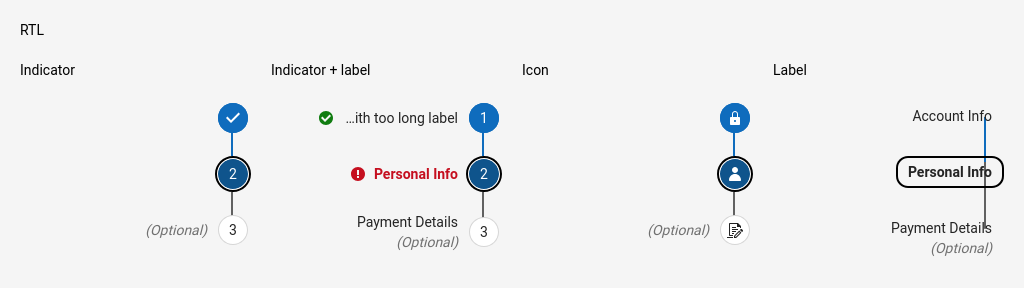 RTL
Indicator
2
(Optional) 3
Indicator + label
...ith too long label 1
Personal Info 2
Payment Details
(Optional) 3
Icon
(Optional)
Label
Account Info
Personal Info
Payment Details
(Optional)